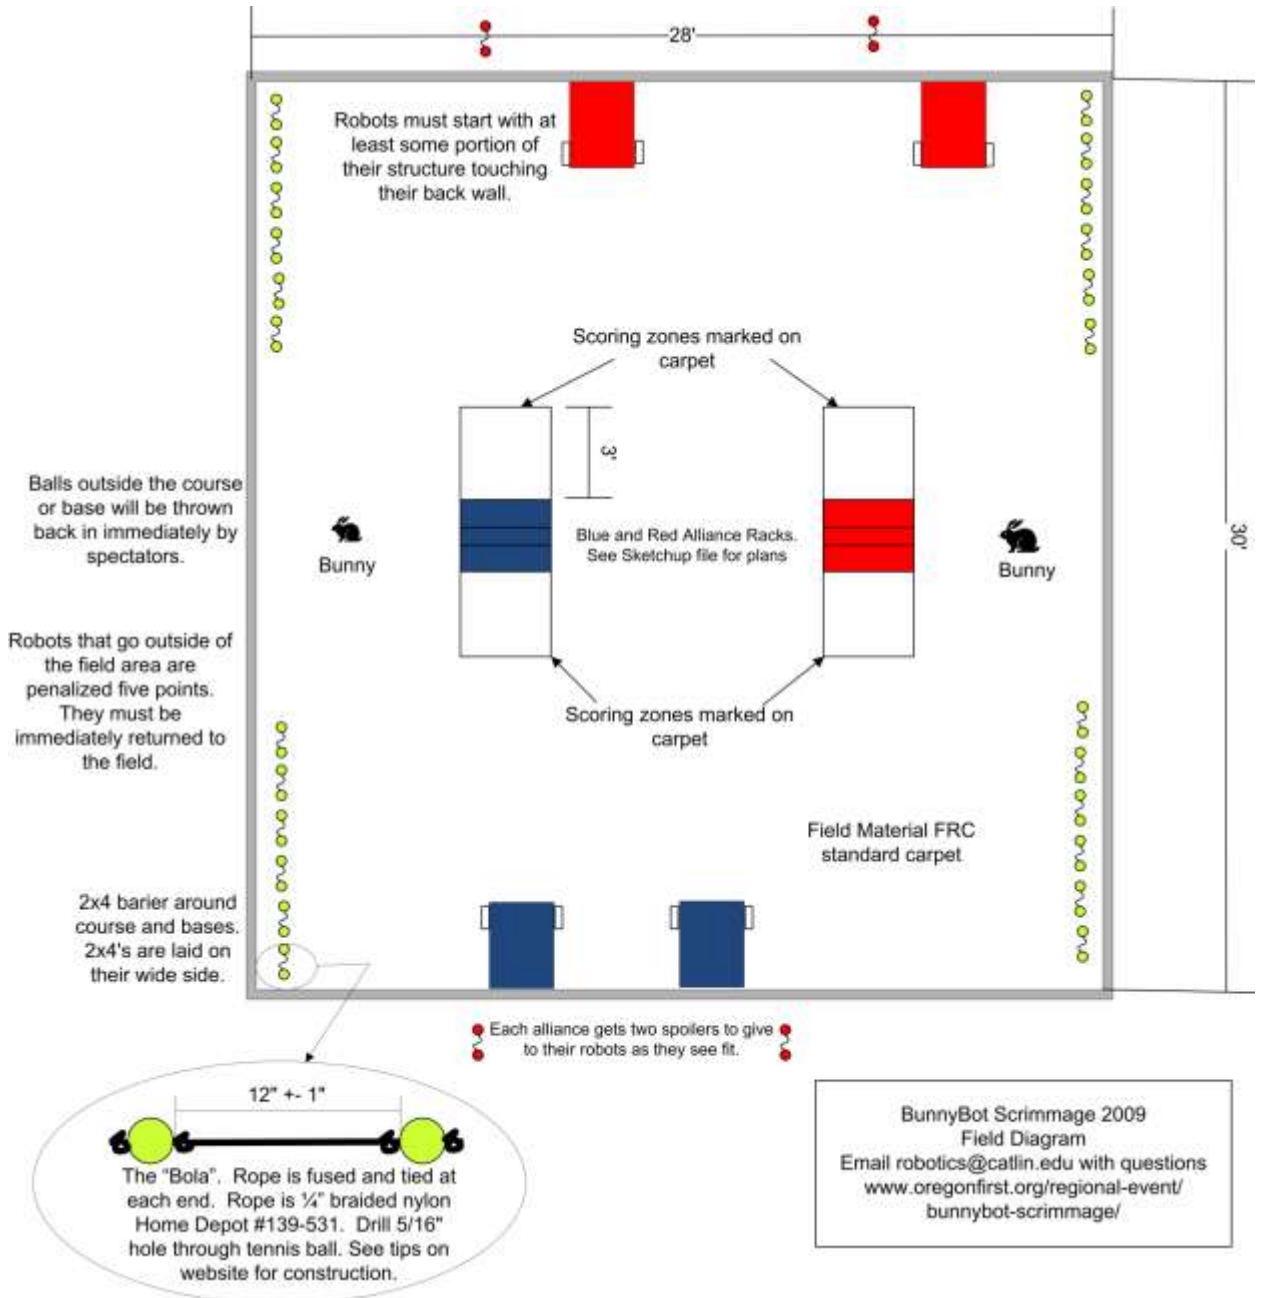 28'
Robots must start with at
least some portion of
their structure touching
their back wall.
Scoring zones marked on
carpet
3'
Balls outside the course
or base will be thrown
back in immediately by
spectators.
Bunny
Blue and Red Alliance Racks.
See Sketchup file for plans
Bunny
30'
Robots that go outside of
the field area are
penalized five points.
They must be
immediately returned to
the field.
Scoring zones marked on
carpet
Field Material FRC
standard carpet
2x4 barier around
course and bases.
2x4's are laid on
their wide side.
Each alliance gets two spoilers to give
to their robots as they see fit.
12" +- 1"
The "Bola". Rope is fused and tied at
each end. Rope is ¼" braided nylon
Home Depot #139-531. Drill 5/16"
hole through tennis ball. See tips on
website for construction.
BunnyBot Scrimmage 2009
Field Diagram
Email robotics@catlin.edu with questions
www.oregonfirst.org/regional-event/
bunnybot-scrimmage/